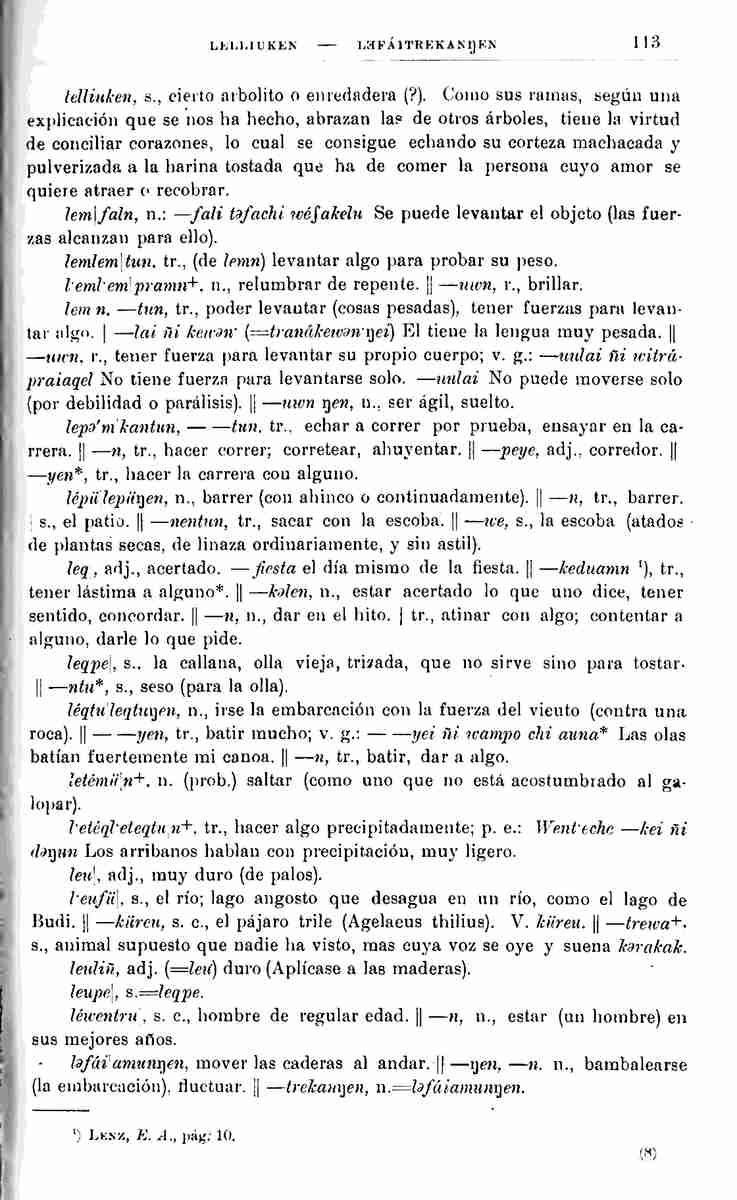 LELLIUKEN — LƏFÁITREKANŊEN 113
lelliuken, s., cierto arbolito o enredadera (?). Como sus ramas, según una
explicación que se nos ha hecho, abrazan las de otros árboles, tiene la virtud
de conciliar corazones, lo cual se consigue echando su corteza machacada y
pulverizada a la harina tostada que ha de comer la persona cuyo amor se
quiere atraer o recobrar.
lem|faln, n.: —fali təfachi wéʃakelu Se puede levantar el objeto (las fuer-
zas alcanzan para ello).
lemlem|tun, tr., (de lemn) levantar algo para probar su peso.
l·eml·em|pramn+, n., relumbrar de repente. || —uwn, r., brillar.
lem n, —tun, tr., poder levantar (cosas pesadas), tener fuerzas para levan-
tar algo. | —lai ñi kewən· (=tranákewən·ŋei) El tiene la lengua muy pesada. ||
—uwn, r., tener fuerza para levantar su propio cuerpo; v. g.: —uulai ñi witrá-
praiaqel No tiene fuerza para levantarse solo. —uulai No puede moverse solo
(por debilidad o parálisis). || —uwn ŋen, n., ser ágil, suelto.
lepə'm|kantun, — —tun, tr., echar a correr por prueba, ensayar en la ca-
rrera. || —n, tr., hacer correr; corretear, ahuyentar. || —peye, adj., corredor. ||
—yen*, tr., hacer la carrera con alguno.
lépü|lepüŋen, n., barrer (con ahinco o continuadamente). || —n, tr., barrer.
| s., el patio. || —nentun, tr., sacar con la escoba. || —we, s., la escoba (atados
de plantas secas, de linaza ordinariamente, y sin astil).
leq|, adj., acertado. —fiesta el día mismo de la fiesta. || —keduamn ¹), tr.,
tener lástima a alguno*. || —kəlen, n., estar acertado lo que uno dice, tener
sentido, concordar. || —n, n., dar en el hito. | tr., atinar con algo; contentar a
alguno, darle lo que pide.
leqpe|, s., la callana, olla vieja, trizada, que no sirve sino para tostar.
|| —ntu*, s., seso (para la olla).
léqtu|leqtuŋen, n., irse la embarcación con la fuerza del viento (contra una
roca). || — —yen, tr., batir mucho; v. g.: — —yei ñi wampo chi auna* Las olas
batían fuertemente mi canoa. || —n, tr., batir, dar a algo.
letémü|n+, n. (prob.) saltar (como uno que no está acostumbrado al ga-
lopar).
l·etéql·eteqtu|n+, tr., hacer algo precipitadamente; p. e.: Went·eche —kei ñi
dəŋun Los arribanos hablan con precipitación, muy ligero.
leu|, adj., muy duro (de palos).
l·eufü|, s., el río; lago angosto que desagua en un río, como el lago de
Budi. || —küreu, s. c., el pájaro trile (Agelaeus thilius). V. küreu. || —trewa+,
s., animal supuesto que nadie ha visto, mas cuya voz se oye y suena kərakak.
leuliñ, adj. (=leu) duro (Aplícase a las maderas).
leupe|, s.=leqpe.
léwentru|, s. c., hombre de regular edad. || —n, n., estar (un hombre) en
sus mejores años.
ləfái|amunŋen, mover las caderas al andar. || —ŋen, —n, n., bambalearse
(la embarcación), fluctuar. || —trekanŋen, n.=ləfáiamunŋen.
¹) LENZ, E. A., pág. 10.
(8)